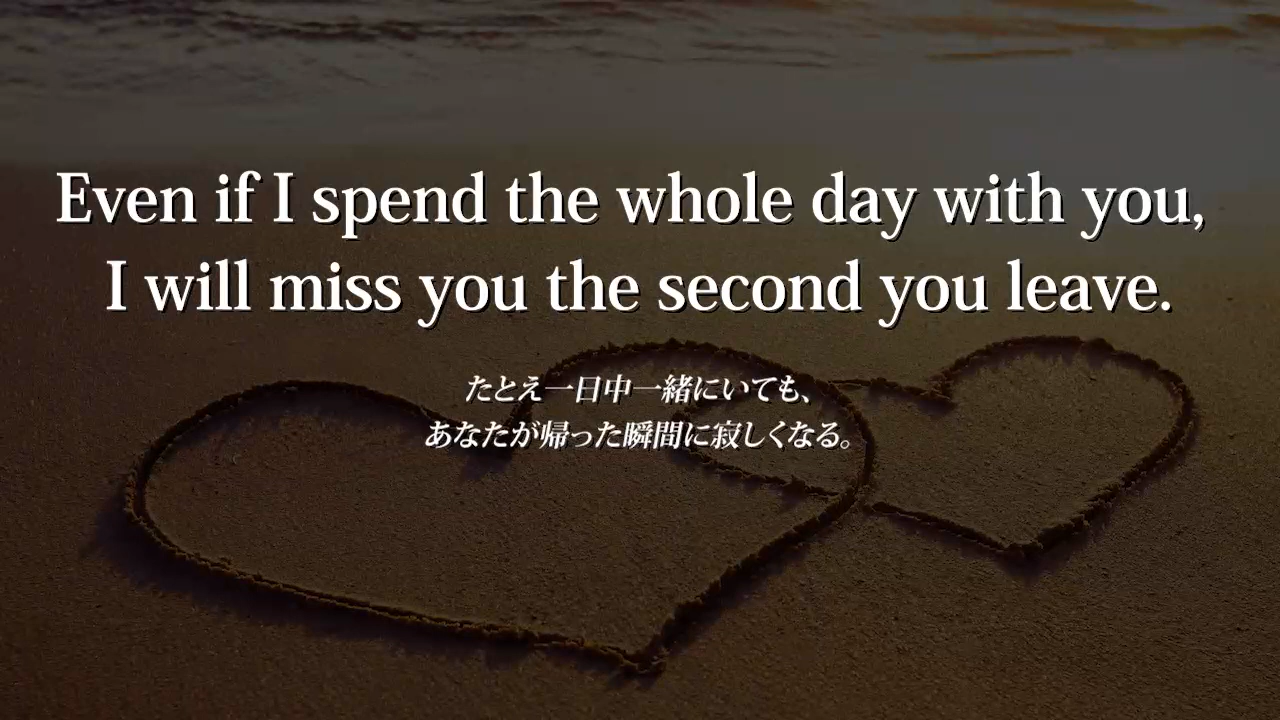 Even if I spend the whole day with you,
I will miss you the second you leave.
たとえ一日中一緒にいても、
あなたが帰った瞬間に寂しくなる。